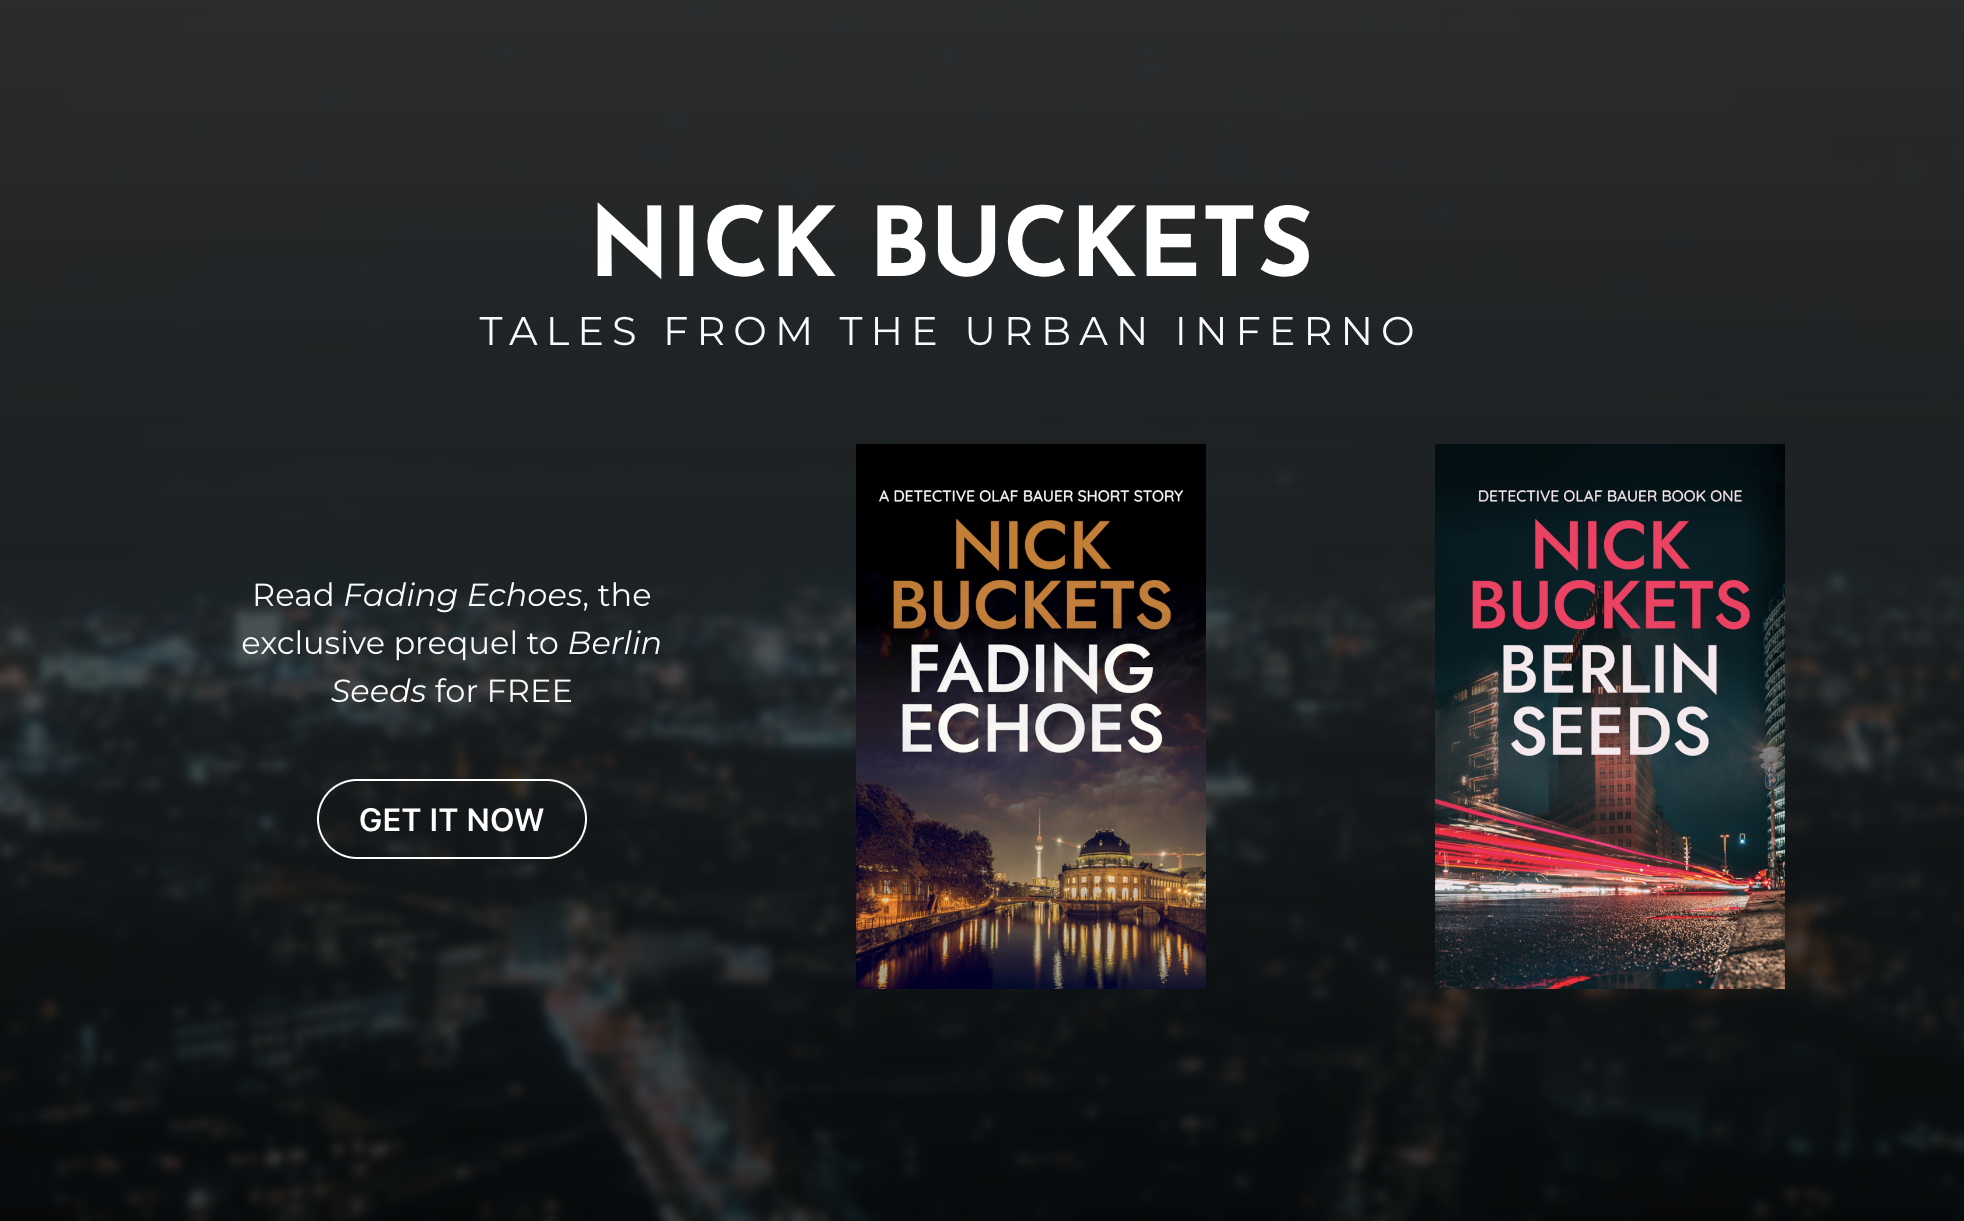 NICK BUCKETS
TALES FROM THE URBAN INFERNO
Read Fading Echoes, the
exclusive prequel to Berlin
Seeds for FREE
GET IT NOW
A DETECTIVE OLAF BAUER SHORT STORY
NICK
BUCKETS
FADING
ECHOES
DETECTIVE OLAF BAUER BOOK ONE
NICK
BUCKETS
BERLIN
SEEDS